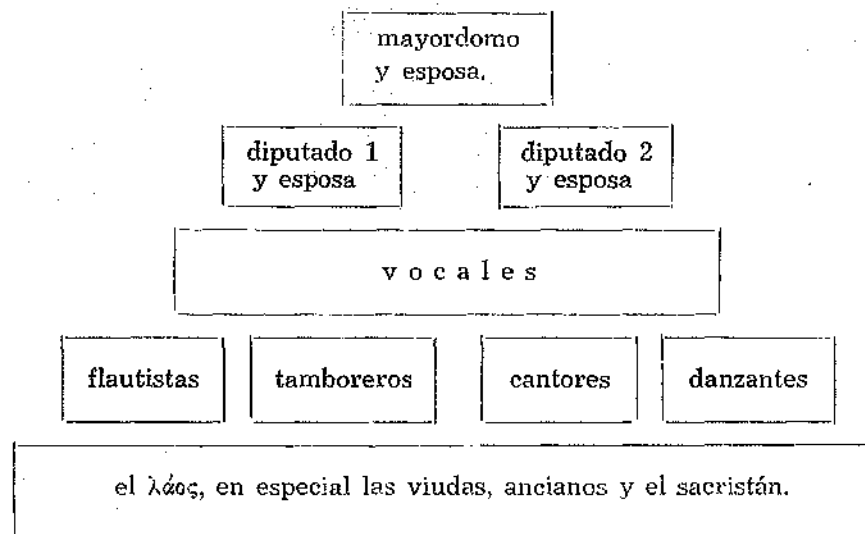 mayordomo
y esposa.
diputado 1
y esposa
diputado 2
y esposa
vocales
flautistas
tamboreros
cantores
danzantes
el λάος, en especial las viudas, ancianos y el sacristán.